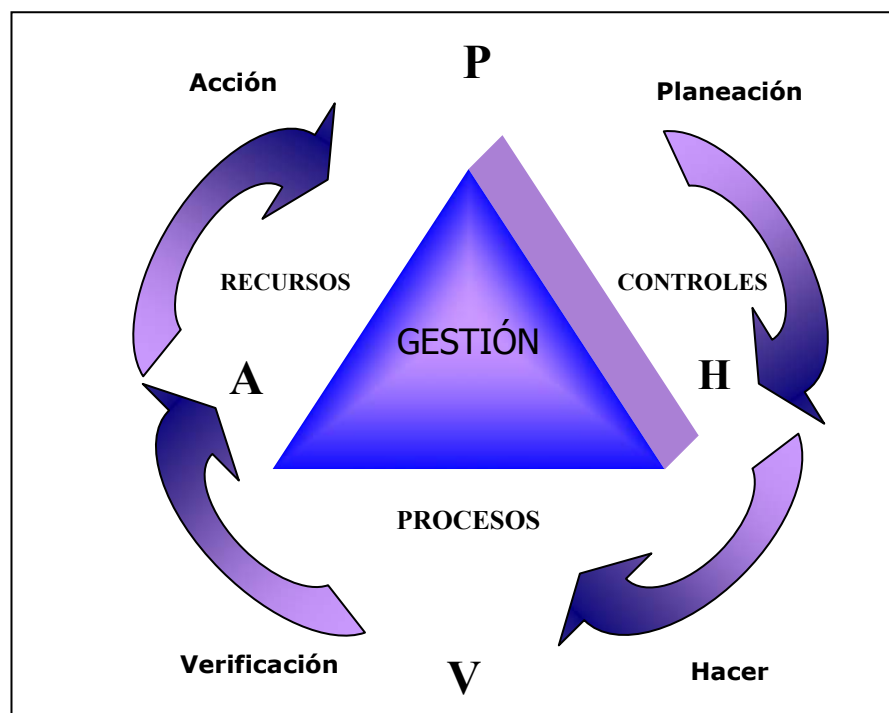 P
Acción
Planeación
RECURSOS
CONTROLES
GESTIÓN
A
H
PROCESOS
Verificación
V
Hacer